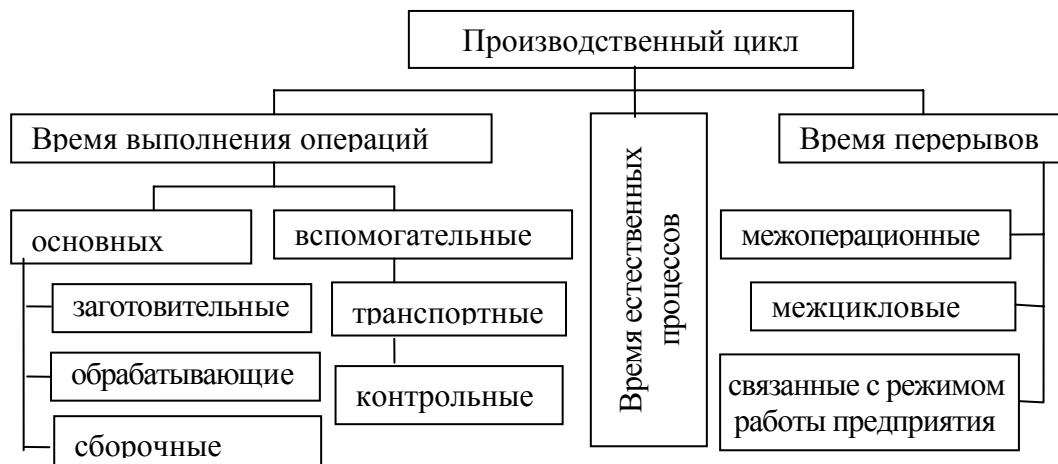 Производственный цикл
Время выполнения операций
Время естественных
процессов
Время перерывов
основных
вспомогательные
межоперационные
заготовительные
транспортные
межцикловые
обрабатывающие
контрольные
связанные с режимом
работы предприятия
сборочные